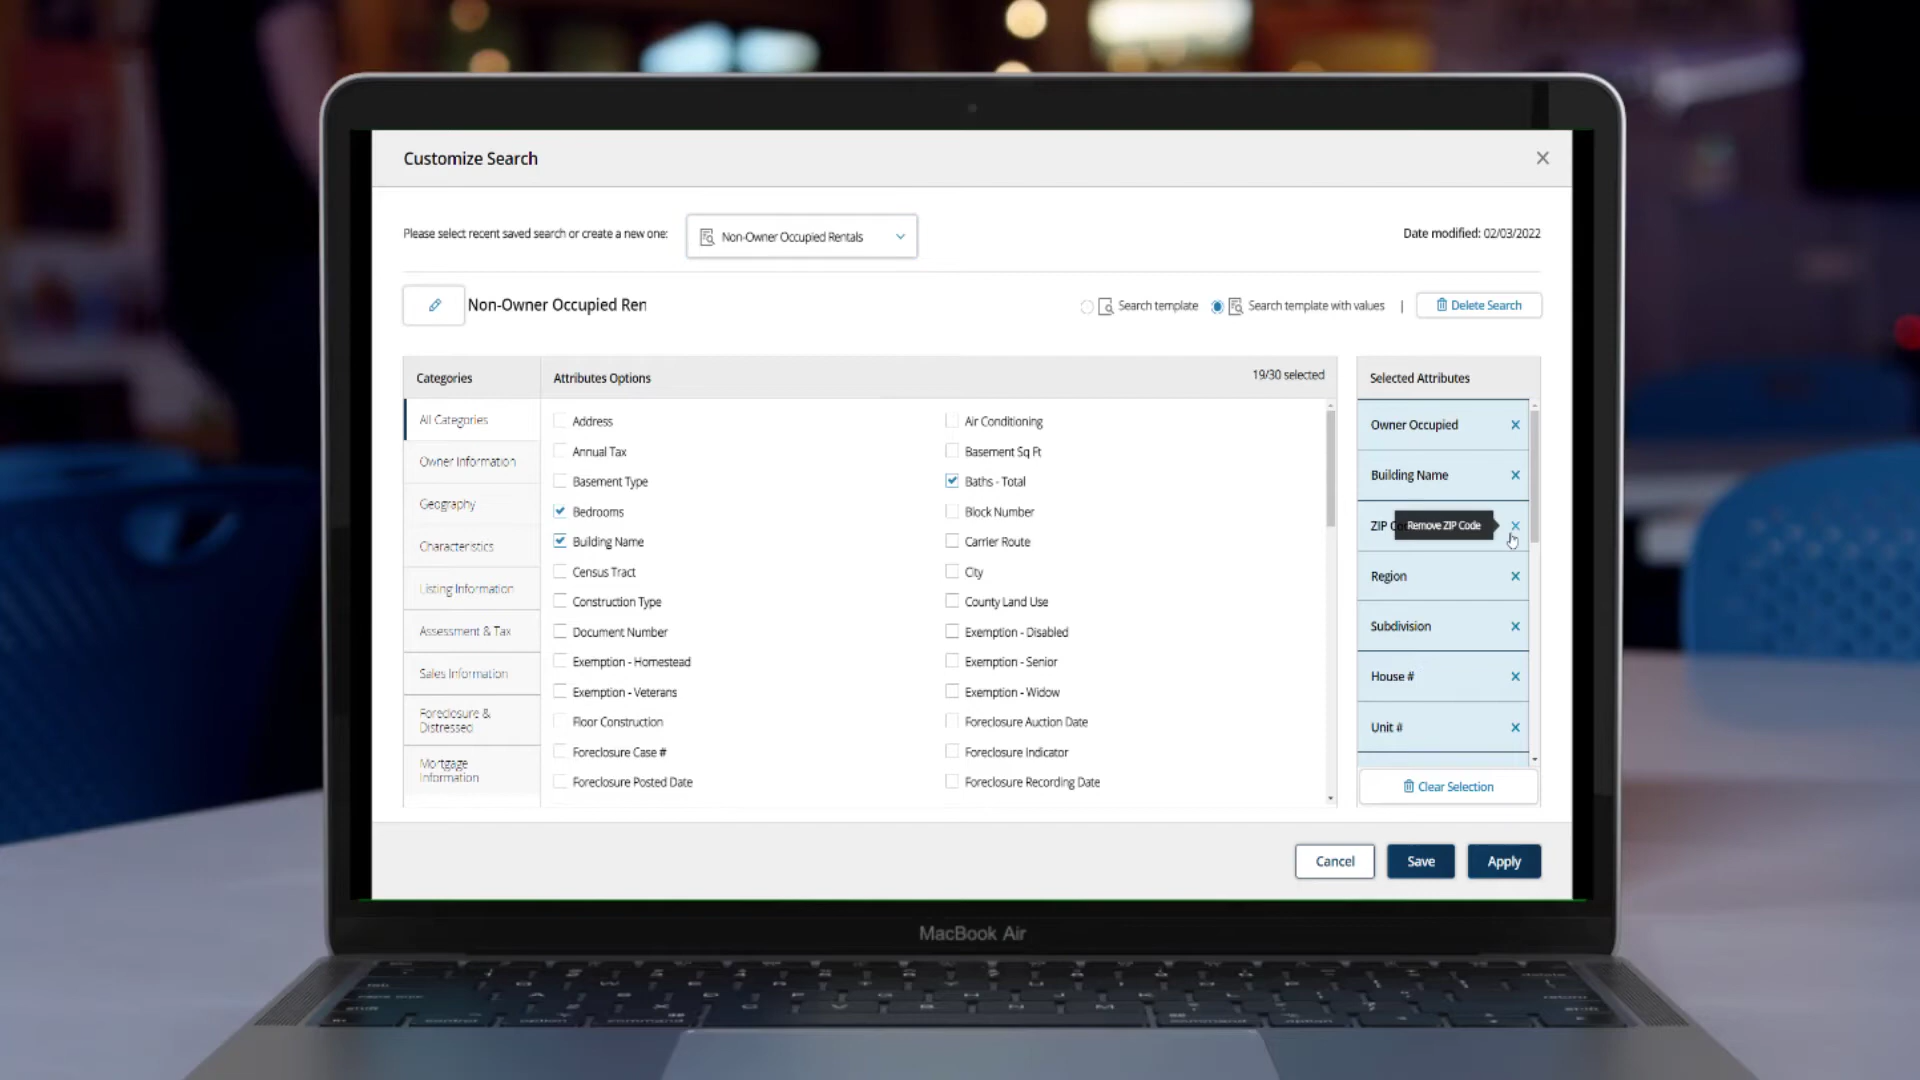 Customize Search
Please select recent saved search or create a new one:
Non-Owner Occupied Rentals
Date modified: 02/03/2022
Non-Owner Occupied Ren
Search template
Search template with values
|
Delete Search
Categories
All Categories
Owner Information
Geography
Characteristics
Listing Information
Assessment & Tax
Sales Information
Foreclosure &
Distressed
Mortgage
Information
Attributes Options
19/30 selected
Address
Air Conditioning
Annual Tax
Basement Sq Ft
Basement Type
Baths - Total
Bedrooms
Block Number
Building Name
Carrier Route
Census Tract
City
Construction Type
County Land Use
Document Number
Exemption - Disabled
Exemption - Homestead
Exemption - Senior
Exemption - Veterans
Exemption - Widow
Floor Construction
Foreclosure Auction Date
Foreclosure Case #
Foreclosure Indicator
Foreclosure Posted Date
Foreclosure Recording Date
Selected Attributes
Owner Occupied
Building Name
ZIP
Remove ZIP Code
Region
Subdivision
House #
Unit #
Clear Selection
Cancel
Save
Apply
MacBook Air